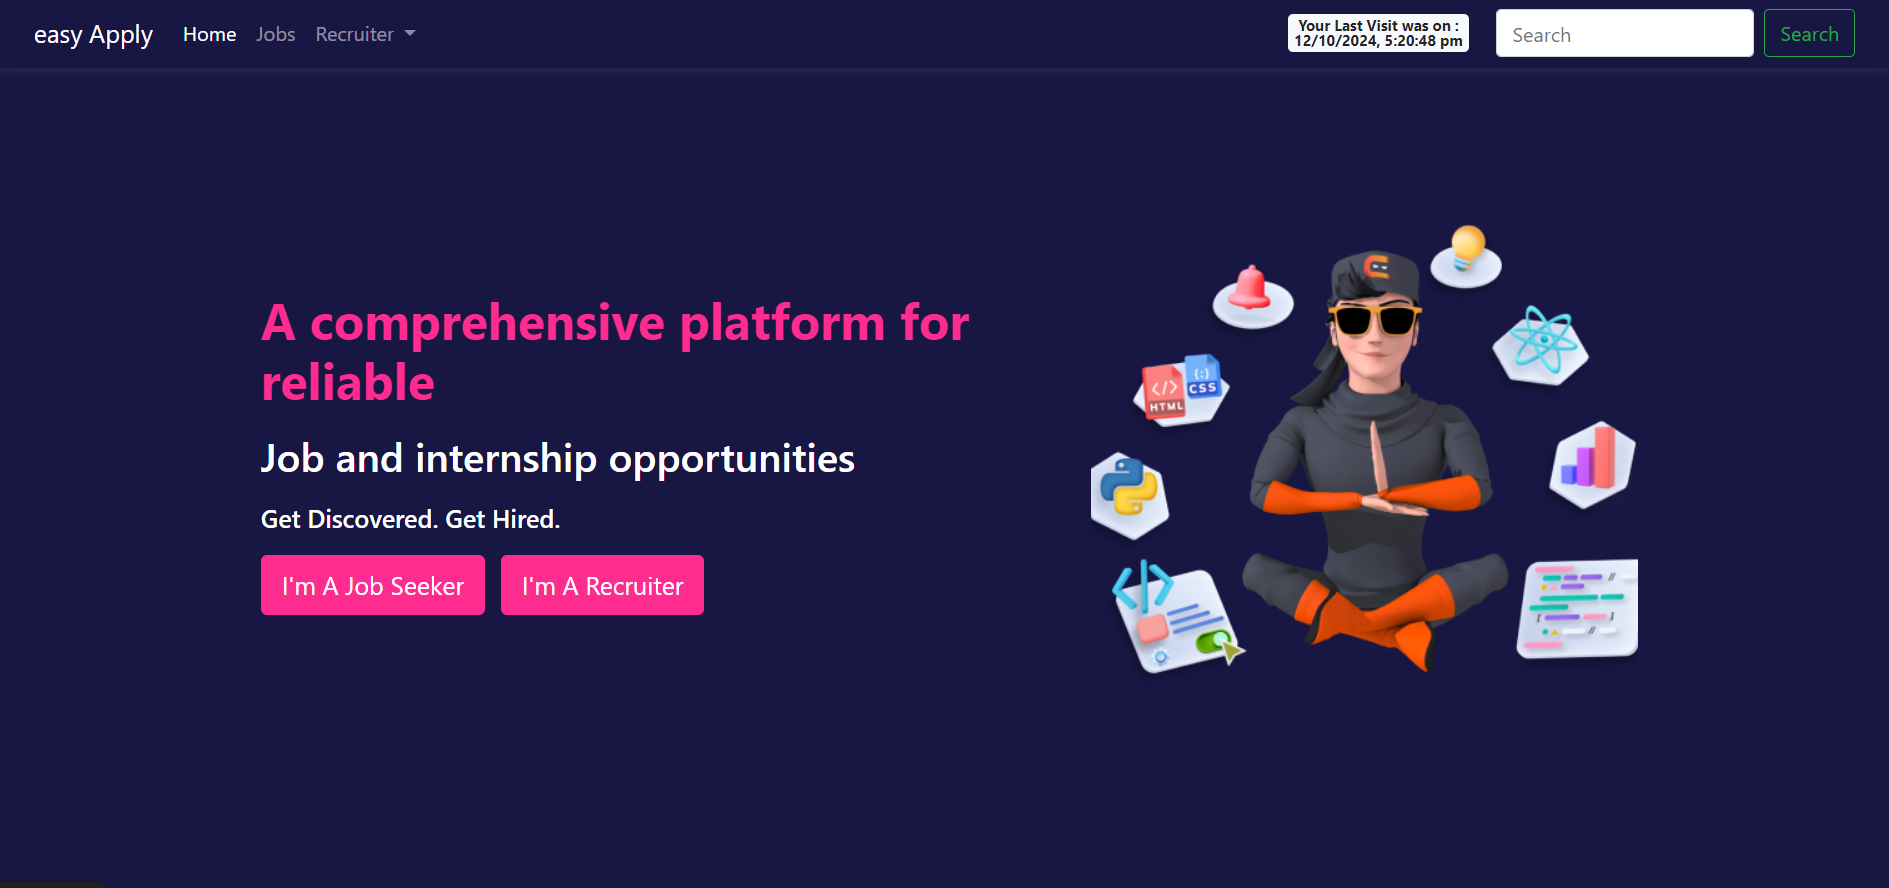 easy Apply Home Jobs Recruiter
Your Last Visit was on :
12/10/2024, 5:20:48 pm
Search Search
A comprehensive platform for
reliable
Job and internship opportunities
Get Discovered. Get Hired.
I'm A Job Seeker I'm A Recruiter
</> HTML
{;} CSS
</>
//
[ ]
//